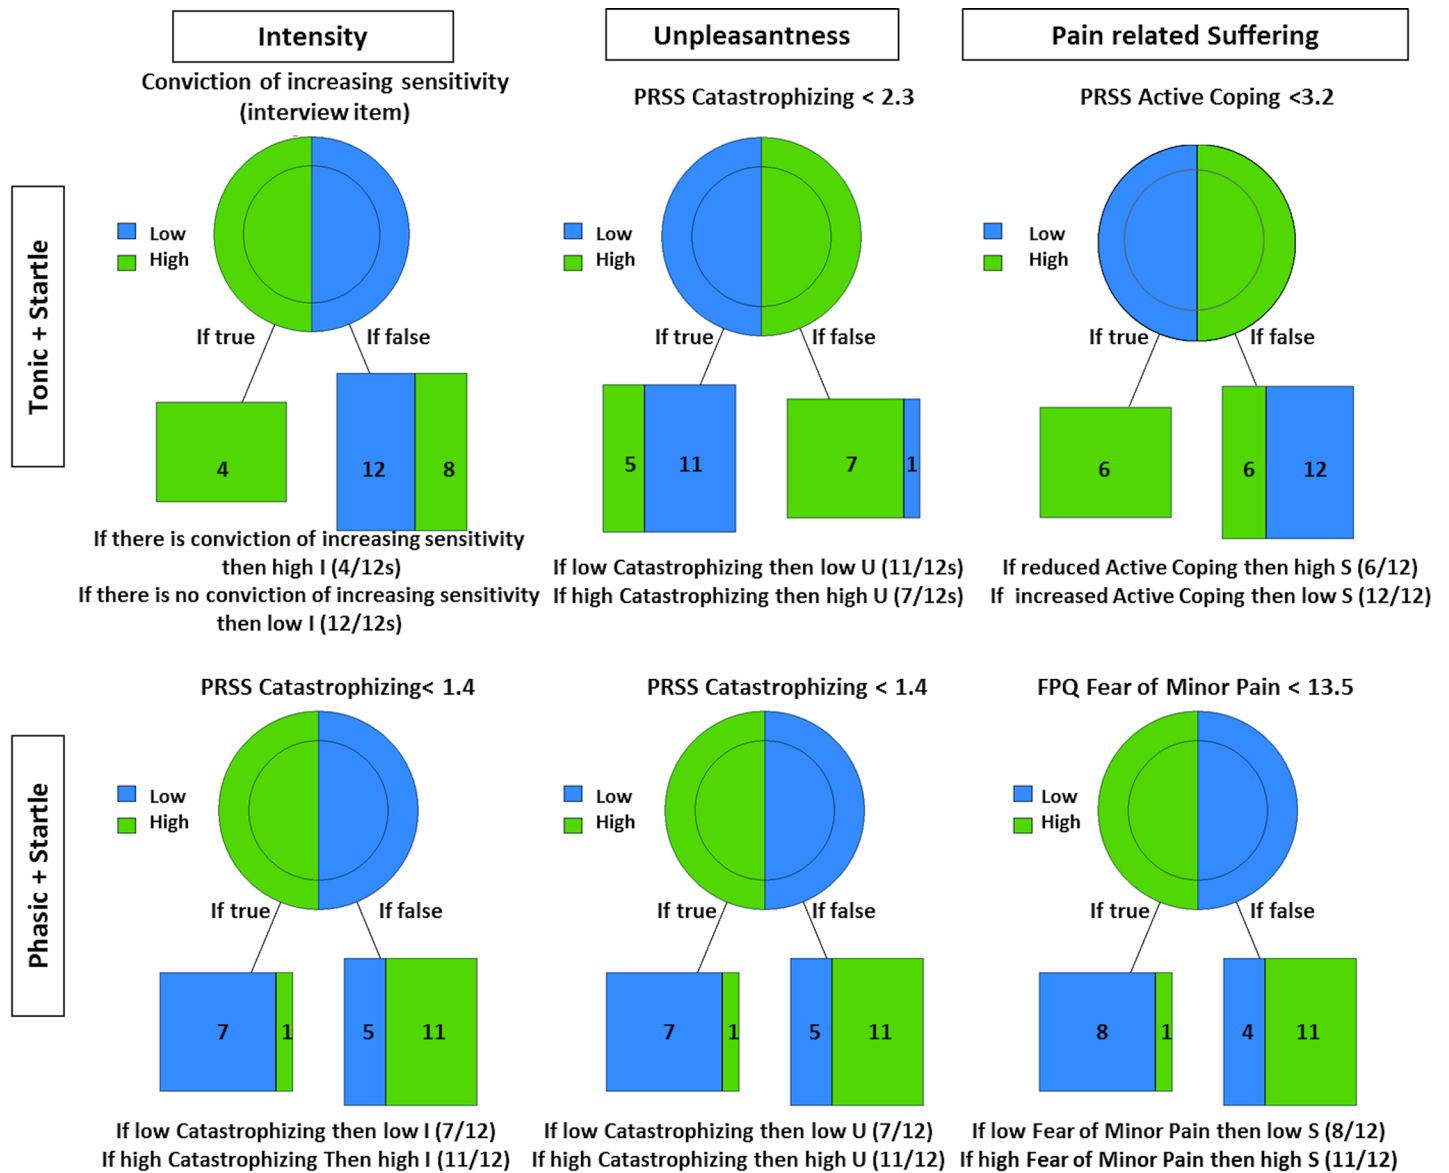 Intensity
Unpleasantness
Pain related Suffering
Tonic + Startle
Conviction of increasing sensitivity
(interview item)
Low
High
If true
If false
4
12
8
If there is conviction of increasing sensitivity
then high I (4/12s)
If there is no conviction of increasing sensitivity
then low I (12/12s)
PRSS Catastrophizing < 2.3
Low
High
If true
If false
5
11
7
1
If low Catastrophizing then low U (11/12s)
If high Catastrophizing then high U (7/12s)
PRSS Active Coping <3.2
Low
High
If true
If false
6
6
12
If reduced Active Coping then high S (6/12)
If increased Active Coping then low S (12/12)
Phasic + Startle
PRSS Catastrophizing< 1.4
Low
High
If true
If false
7
1
5
11
If low Catastrophizing then low I (7/12)
If high Catastrophizing Then high I (11/12)
PRSS Catastrophizing < 1.4
Low
High
If true
If false
7
1
5
11
If low Catastrophizing then low U (7/12)
If high Catastrophizing then high U (11/12)
FPQ Fear of Minor Pain < 13.5
Low
High
If true
If false
8
1
4
11
If low Fear of Minor Pain then low S (8/12)
If high Fear of Minor Pain then high S (11/12)